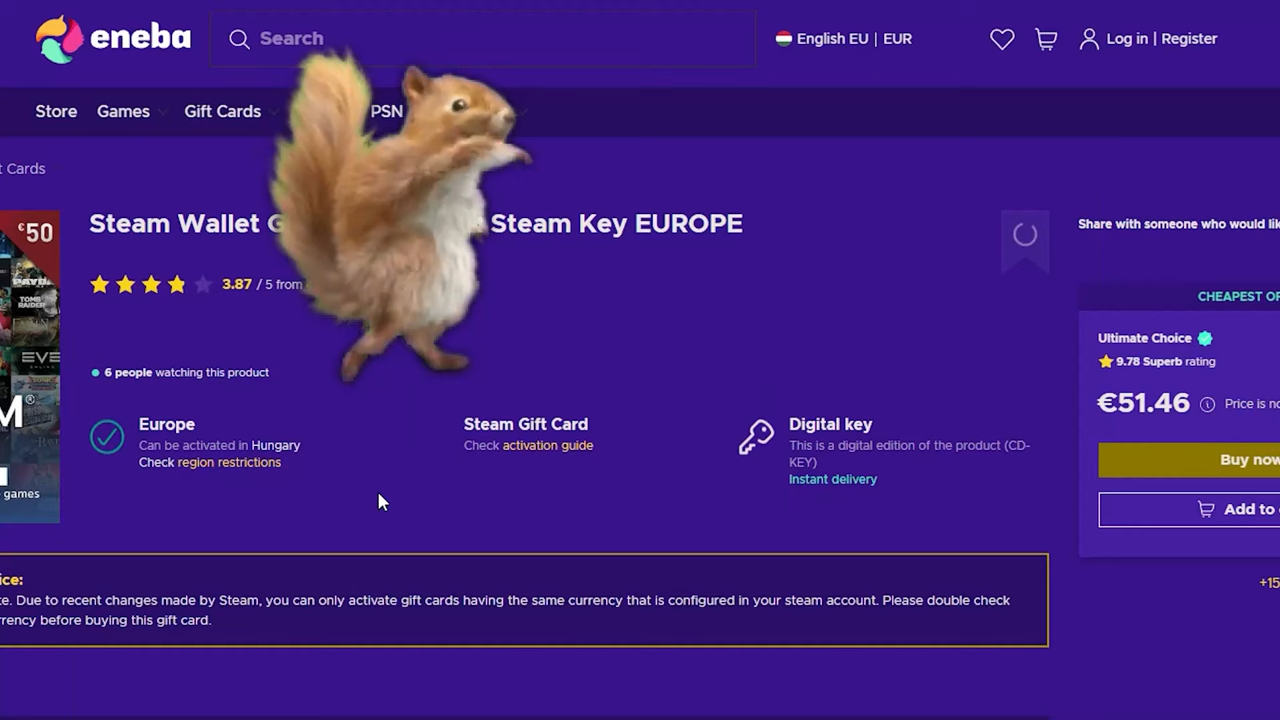 eneba
Search
English EU | EUR
Log in | Register
Store
Games
Gift Cards
PSN
t Cards
€50
Steam Wallet G
Steam Key EUROPE
Share with someone who would lik
3.87 / 5 from
CHEAPEST OF
Ultimate Choice
9.78 Superb rating
6 people watching this product
€51.46
Price is no
Europe
Can be activated in Hungary
Check region restrictions
Steam Gift Card
Check activation guide
Digital key
This is a digital edition of the product (CD-
KEY)
Instant delivery
Buy now
Add to
PAYDA
TOMB
RAIDER
EVE
M®
games
ice:
te. Due to recent changes made by Steam, you can only activate gift cards having the same currency that is configured in your steam account. Please double check
rrency before buying this gift card.
+15